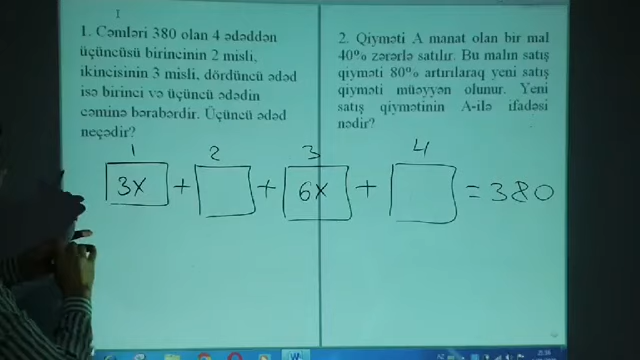 1. Cəmləri 380 olan 4 ədəddən
üçüncüsü birincinin 2 misli,
ikincisinin 3 misli, dördüncü ədəd
isə birinci və üçüncü ədədin
cəminə bərabərdir. Üçüncü ədəd
neçədir?
2. Qiyməti A manat olan bir mal
40% zərərlə satılır. Bu malın satış
qiyməti 80% artırılaraq yeni satış
qiyməti müəyyən olunur. Yeni
satış qiymətinin A-ilə ifadəsi
nədir?
1 2 3 4
3x + + 6x + = 380